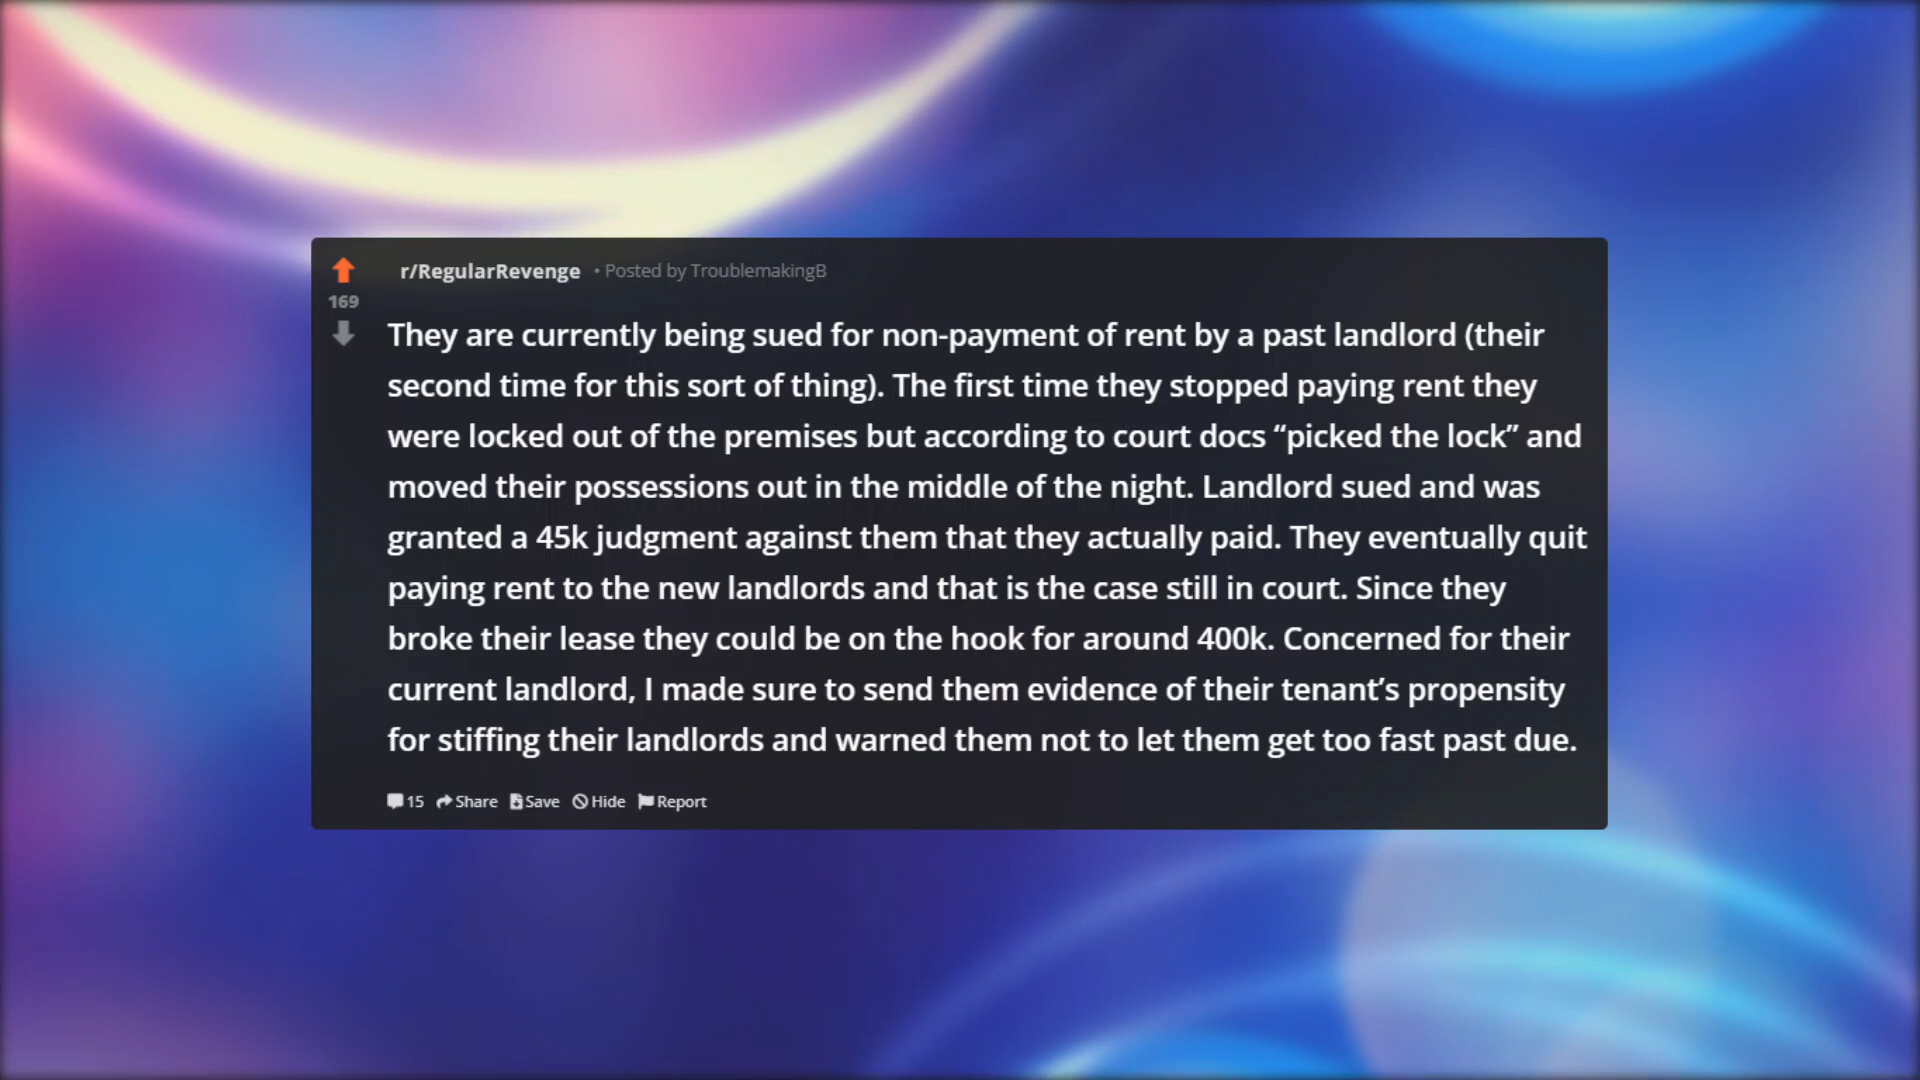 r/RegularRevenge • Posted by TroublemakingB
169
They are currently being sued for non-payment of rent by a past landlord (their
second time for this sort of thing). The first time they stopped paying rent they
were locked out of the premises but according to court docs “picked the lock” and
moved their possessions out in the middle of the night. Landlord sued and was
granted a 45k judgment against them that they actually paid. They eventually quit
paying rent to the new landlords and that is the case still in court. Since they
broke their lease they could be on the hook for around 400k. Concerned for their
current landlord, I made sure to send them evidence of their tenant’s propensity
for stiffing their landlords and warned them not to let them get too fast past due.
15 Share Save Hide Report